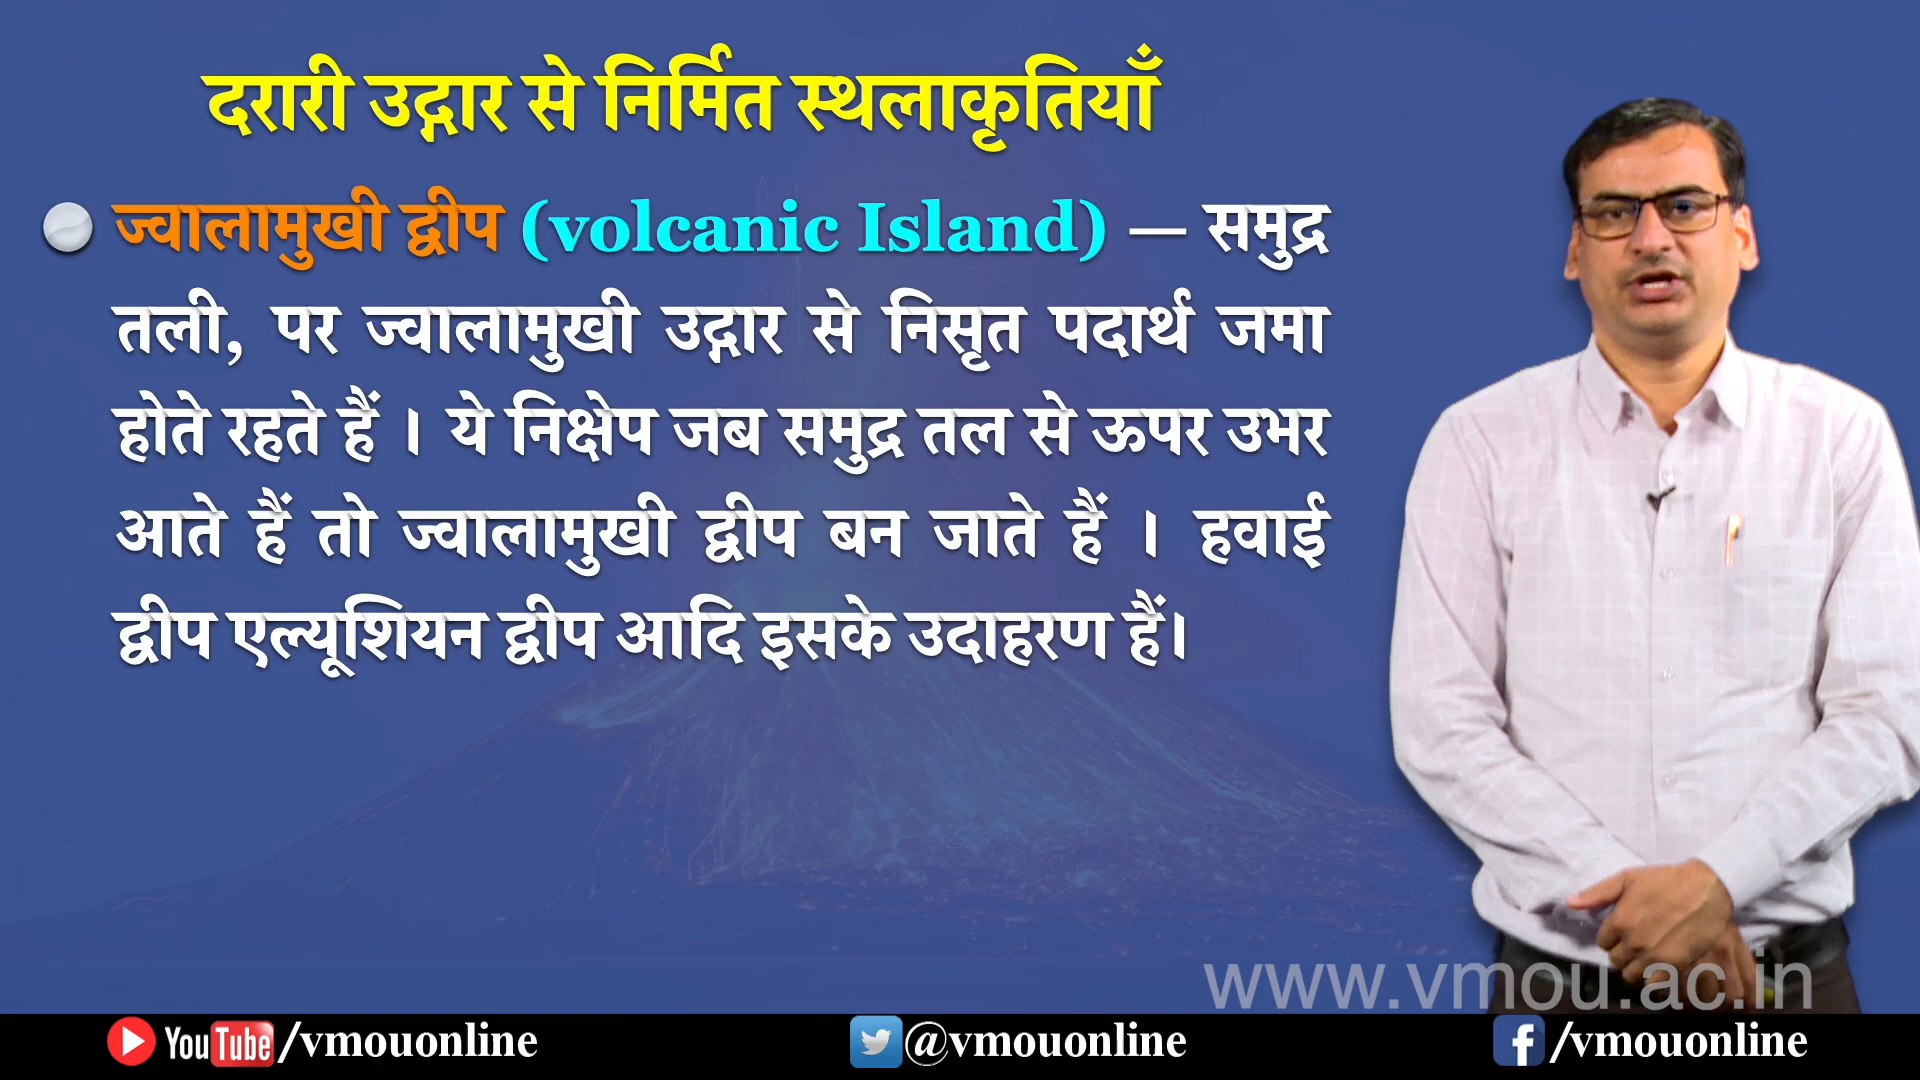 दरारी उद्गार से निर्मित स्थलाकृतियाँ
ज्वालामुखी द्वीप (volcanic Island) — समुद्र
तली, पर ज्वालामुखी उद्गार से निसृत पदार्थ जमा
होते रहते हैं । ये निक्षेप जब समुद्र तल से ऊपर उभर
आते हैं तो ज्वालामुखी द्वीप बन जाते हैं । हवाई
द्वीप एल्यूशियन द्वीप आदि इसके उदाहरण हैं।
www.vmou.ac.in
YouTube /vmouonline @vmouonline f /vmouonline